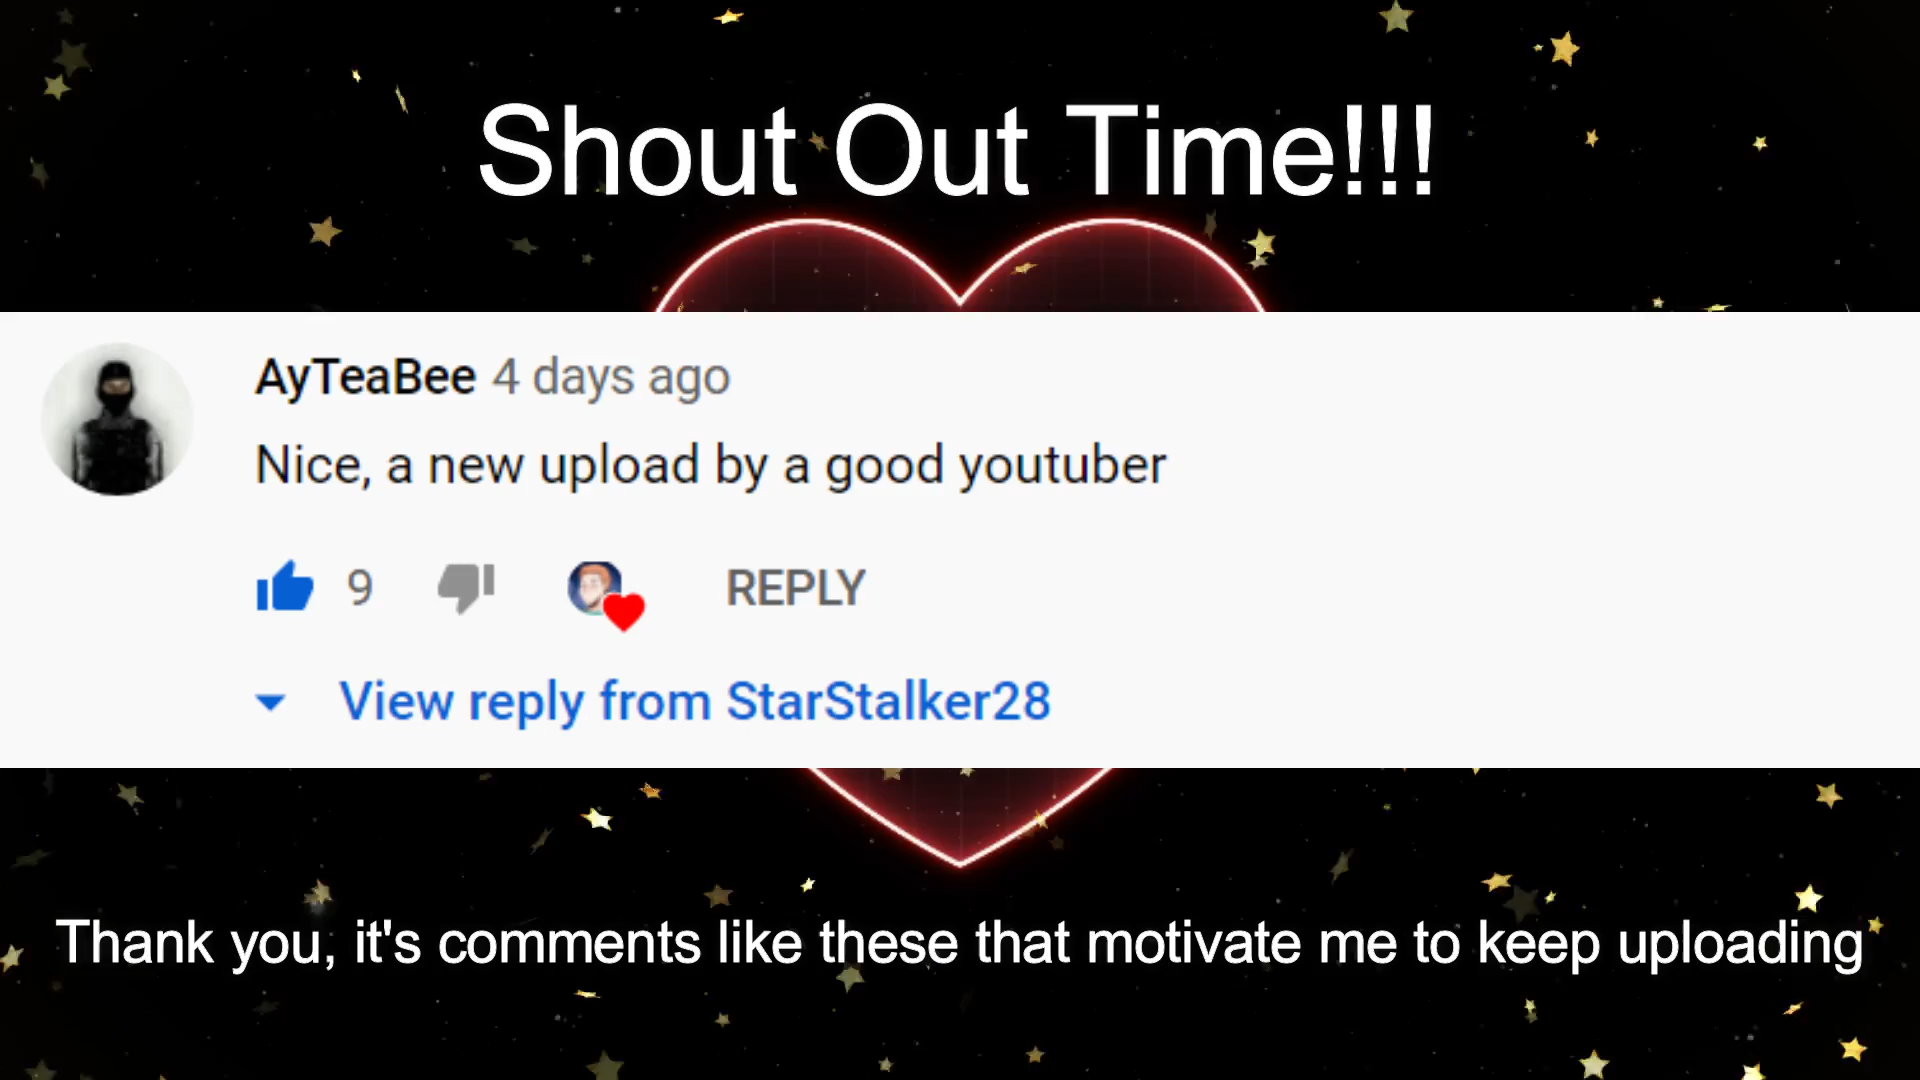 Shout Out Time!!!
AyTeaBee 4 days ago
Nice, a new upload by a good youtuber
9 REPLY
View reply from StarStalker28
Thank you, it's comments like these that motivate me to keep uploading